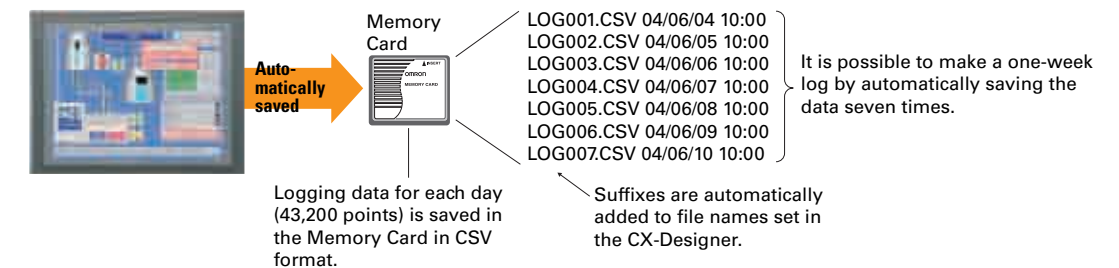 Memory
Card
INSERT
OMRON
MEMORY CARD
Auto-
matically
saved
LOG001.CSV 04/06/04 10:00
LOG002.CSV 04/06/05 10:00
LOG003.CSV 04/06/06 10:00
LOG004.CSV 04/06/07 10:00
LOG005.CSV 04/06/08 10:00
LOG006.CSV 04/06/09 10:00
LOG007.CSV 04/06/10 10:00
It is possible to make a one-week
log by automatically saving the
data seven times.
Logging data for each day
(43,200 points) is saved in
the Memory Card in CSV
format.
Suffixes are automatically
added to file names set in
the CX-Designer.